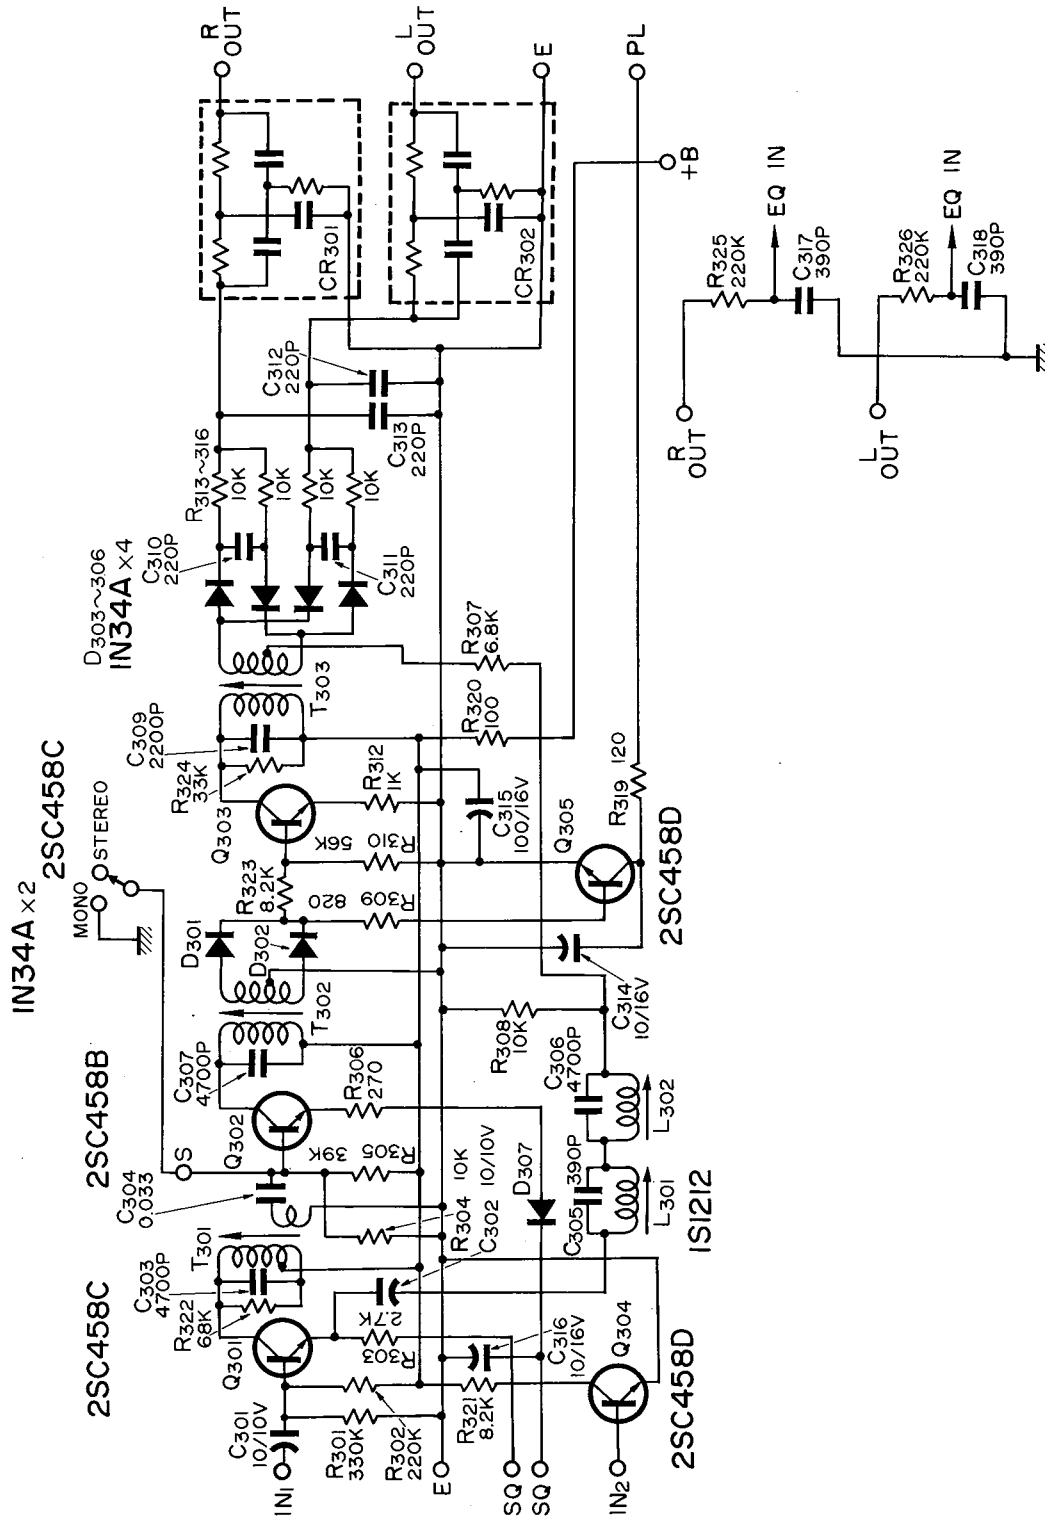 IN34A ×2
MONO
STEREO
2SC458C
2SC458B
2SC458C
D303~306
IN34A ×4
S
C304
0.033
T301
C303
4700P
R322
68K
Q301
C301
10/10V
IN1
R301
330K
R302
220K
R303
2.7K
R304
10K
C302
10/10V
R305
39K
Q302
R306
270
C307
4700P
T302
D301
D302
R323
8.2K
R309
820
R310
56K
R312
1K
Q303
R324
33K
C309
2200P
T303
C310
220P
C311
220P
R313~316
10K
10K
10K
10K
C312
220P
C313
220P
CR301
CR302
R
OUT
L
OUT
E
PL
+B
R307
6.8K
R320
100
C315
100/16V
Q305
2SC458D
R319 120
C314
10/16V
R308
10K
C306
4700P
L302
C305
390P
L301
1S1212
D307
C316
10/16V
R321
8.2K
Q304
2SC458D
E
SQ
SQ
IN2
R
OUT
R325
220K
EQ IN
C317
390P
L
OUT
R326
220K
EQ IN
C318
390P